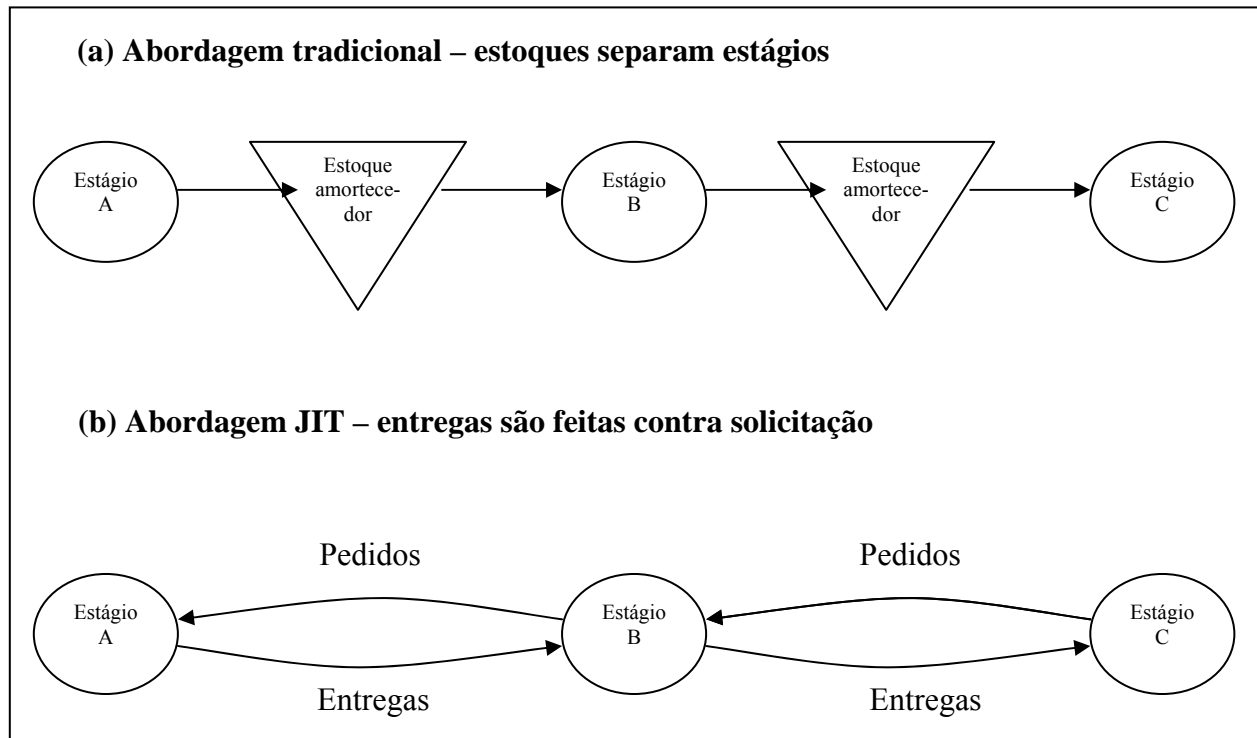 (a) Abordagem tradicional – estoques separam estágios
Estágio
A
Estoque
amortece-
dor
Estágio
B
Estoque
amortece-
dor
Estágio
C
(b) Abordagem JIT – entregas são feitas contra solicitação
Pedidos
Pedidos
Estágio
A
Estágio
B
Estágio
C
Entregas
Entregas